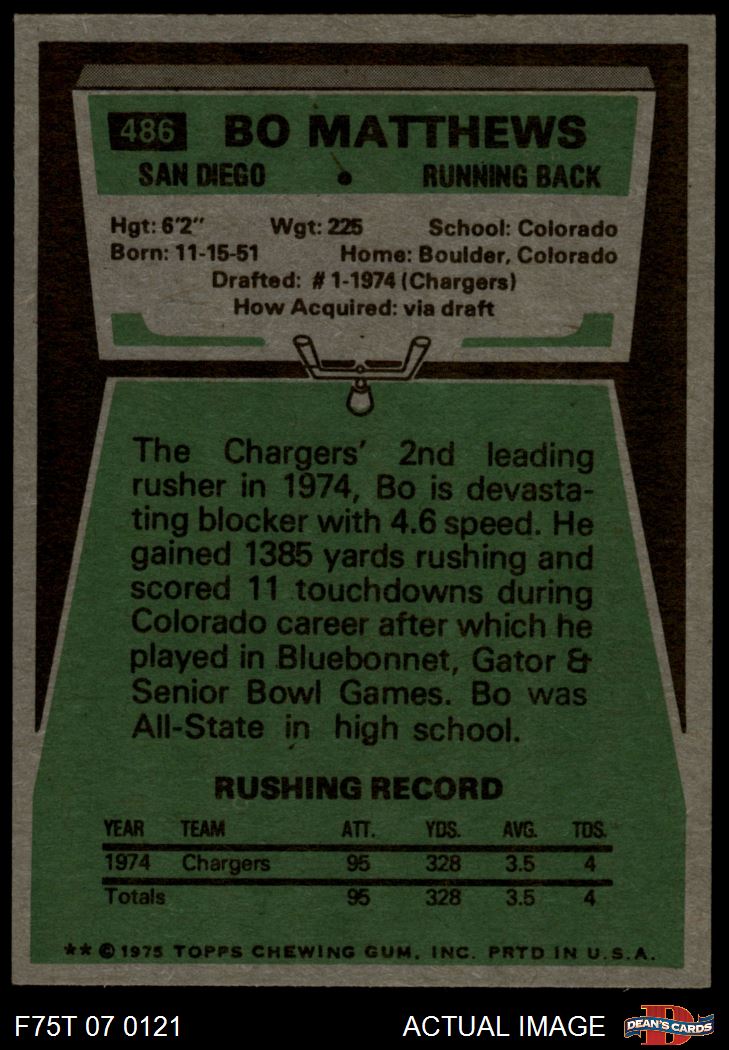 486 BO MATTHEWS
SAN DIEGO RUNNING BACK
Hgt: 6'2" Wgt: 225 School: Colorado
Born: 11-15-51 Home: Boulder, Colorado
Drafted: #1-1974 (Chargers)
How Acquired: via draft
The Chargers' 2nd leading
rusher in 1974, Bo is devasta-
ting blocker with 4.6 speed. He
gained 1385 yards rushing and
scored 11 touchdowns during
Colorado career after which he
played in Bluebonnet, Gator &
Senior Bowl Games. Bo was
All-State in high school.
RUSHING RECORD
YEAR TEAM ATT. YDS. AVG. TDS.
1974 Chargers 95 328 3.5 4
Totals 95 328 3.5 4
** © 1975 TOPPS CHEWING GUM, INC. PRTD IN U.S.A.
F75T 07 0121 ACTUAL IMAGE D DEAN'S CARDS